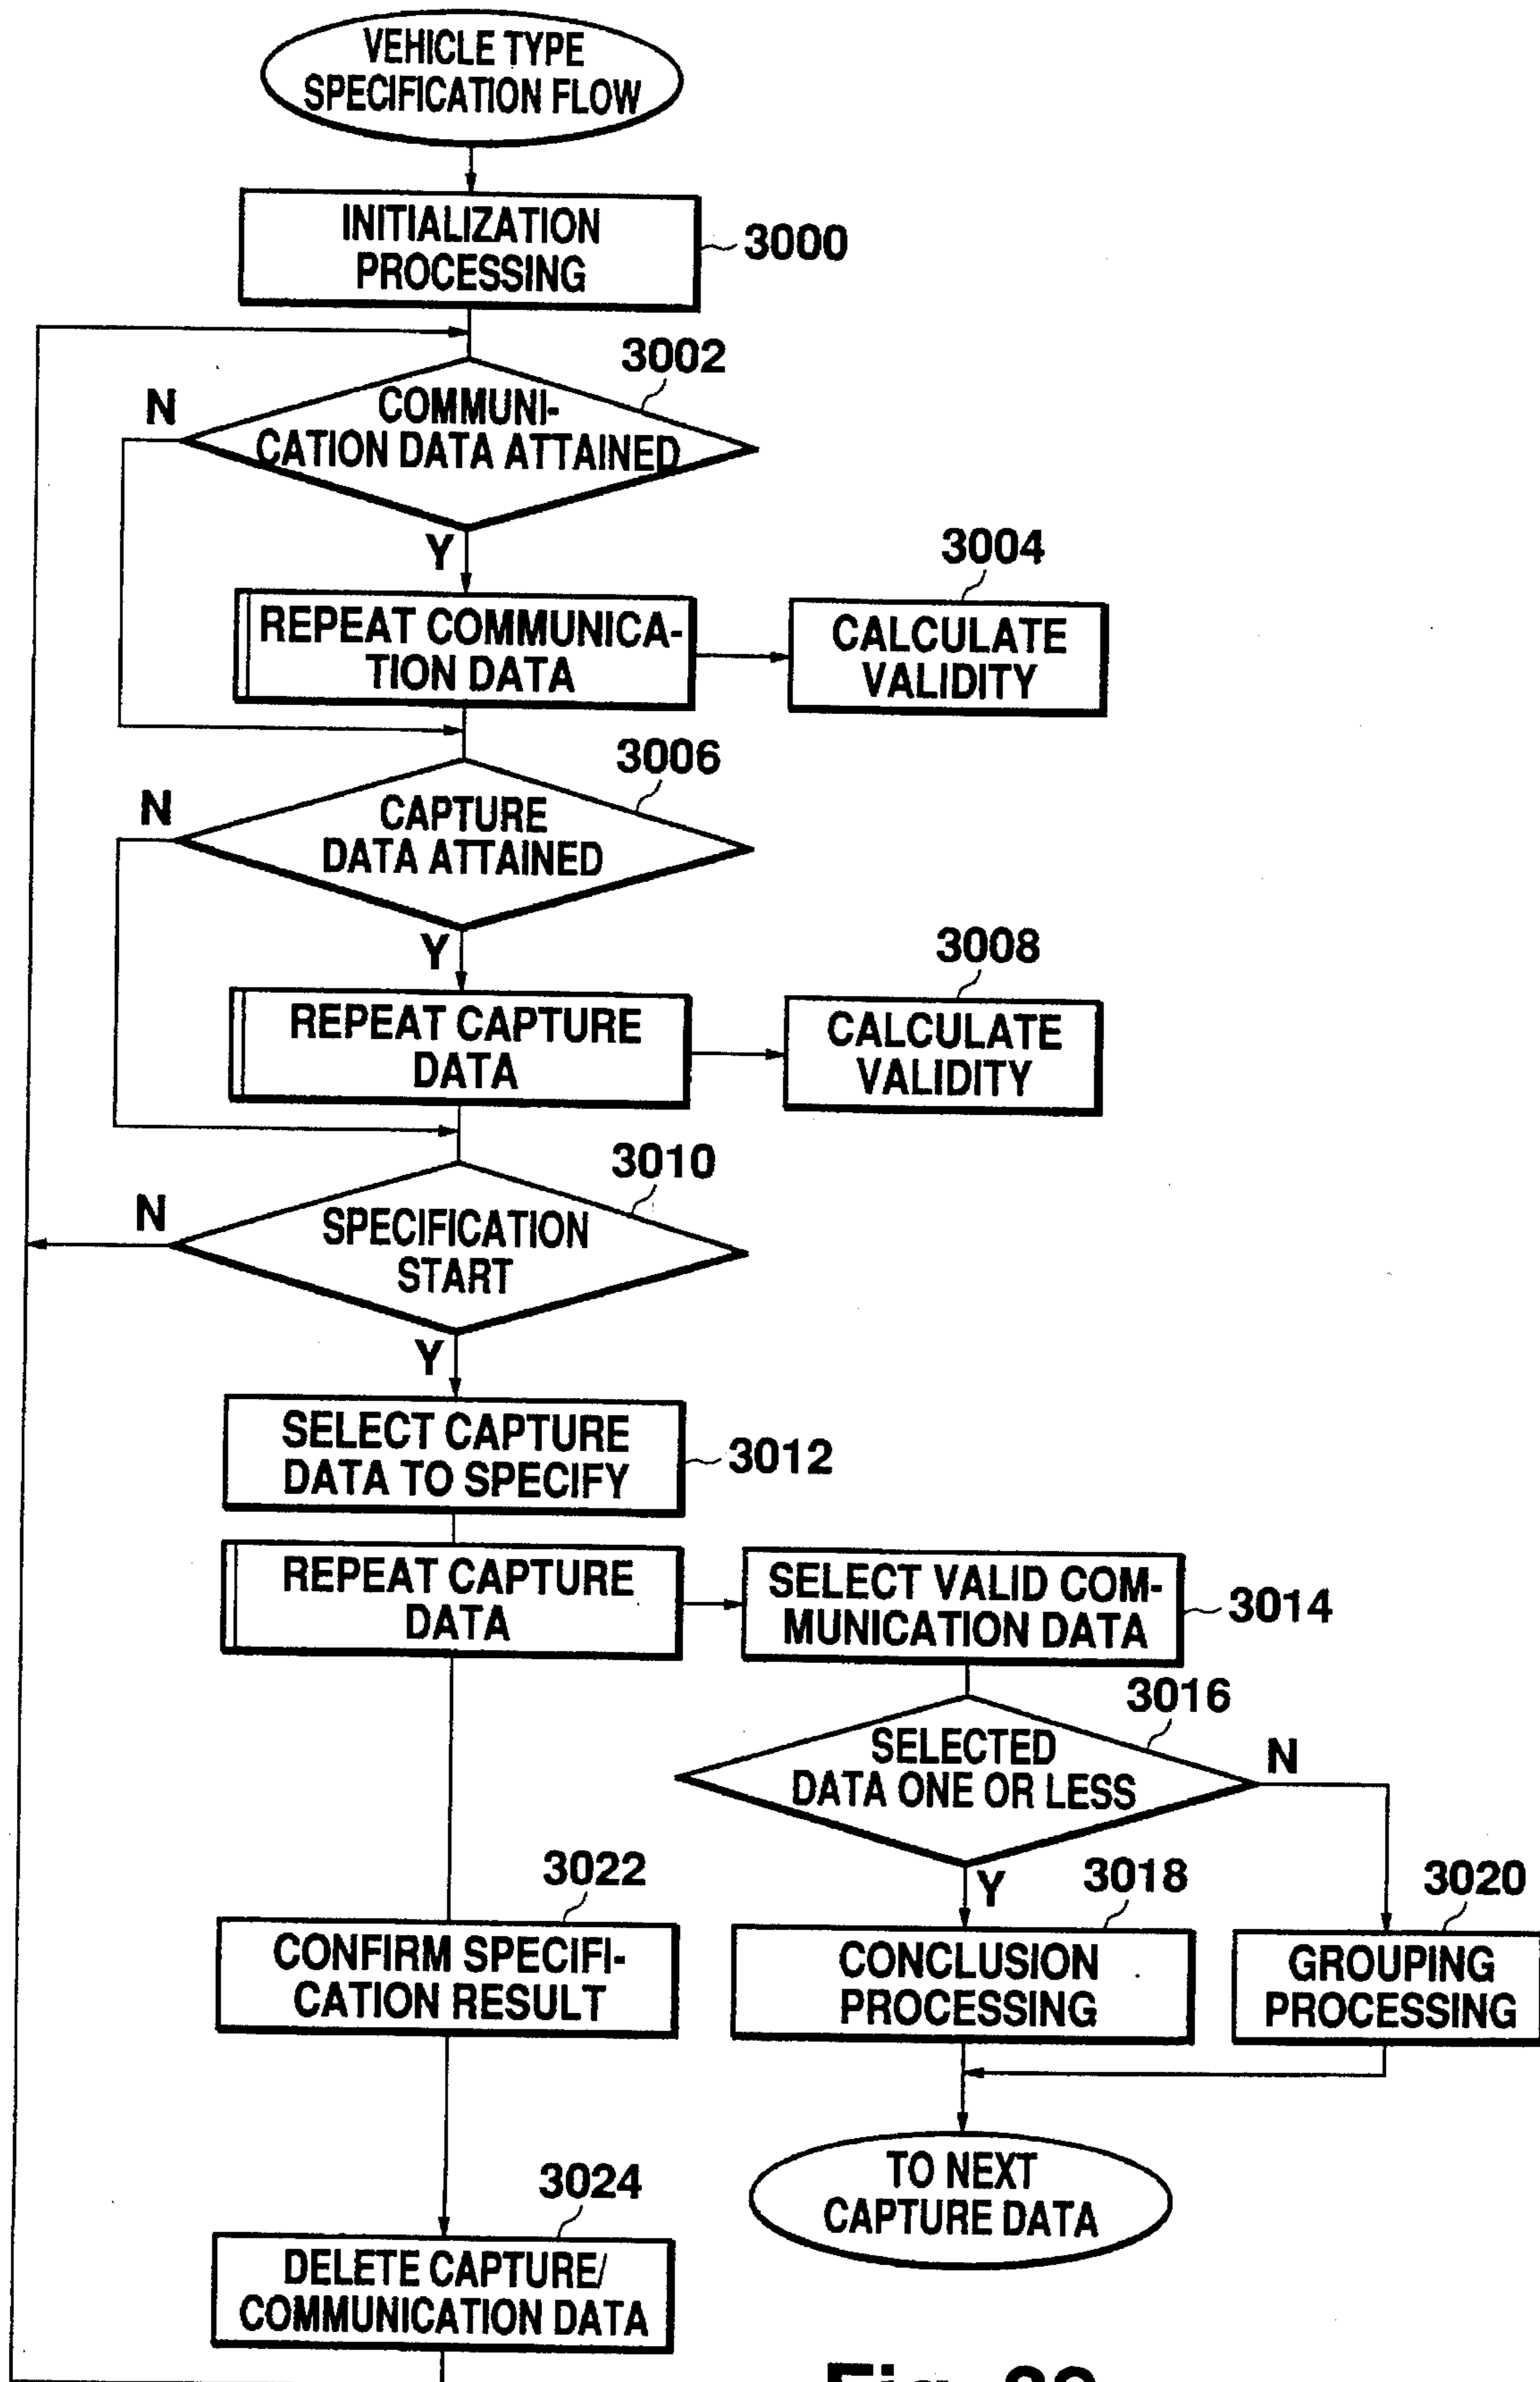 VEHICLE TYPE
SPECIFICATION FLOW
INITIALIZATION
PROCESSING
3000
3002
N
COMMUNI-
CATION DATA ATTAINED
Y
3004
REPEAT COMMUNICA-
TION DATA
CALCULATE
VALIDITY
3006
N
CAPTURE
DATA ATTAINED
Y
3008
REPEAT CAPTURE
DATA
CALCULATE
VALIDITY
3010
N
SPECIFICATION
START
Y
SELECT CAPTURE
DATA TO SPECIFY
3012
REPEAT CAPTURE
DATA
SELECT VALID COM-
MUNICATION DATA
3014
3016
SELECTED
DATA ONE OR LESS
N
Y
3022
3018
3020
CONFIRM SPECIFI-
CATION RESULT
CONCLUSION
PROCESSING
GROUPING
PROCESSING
TO NEXT
CAPTURE DATA
3024
DELETE CAPTURE/
COMMUNICATION DATA
Fig.